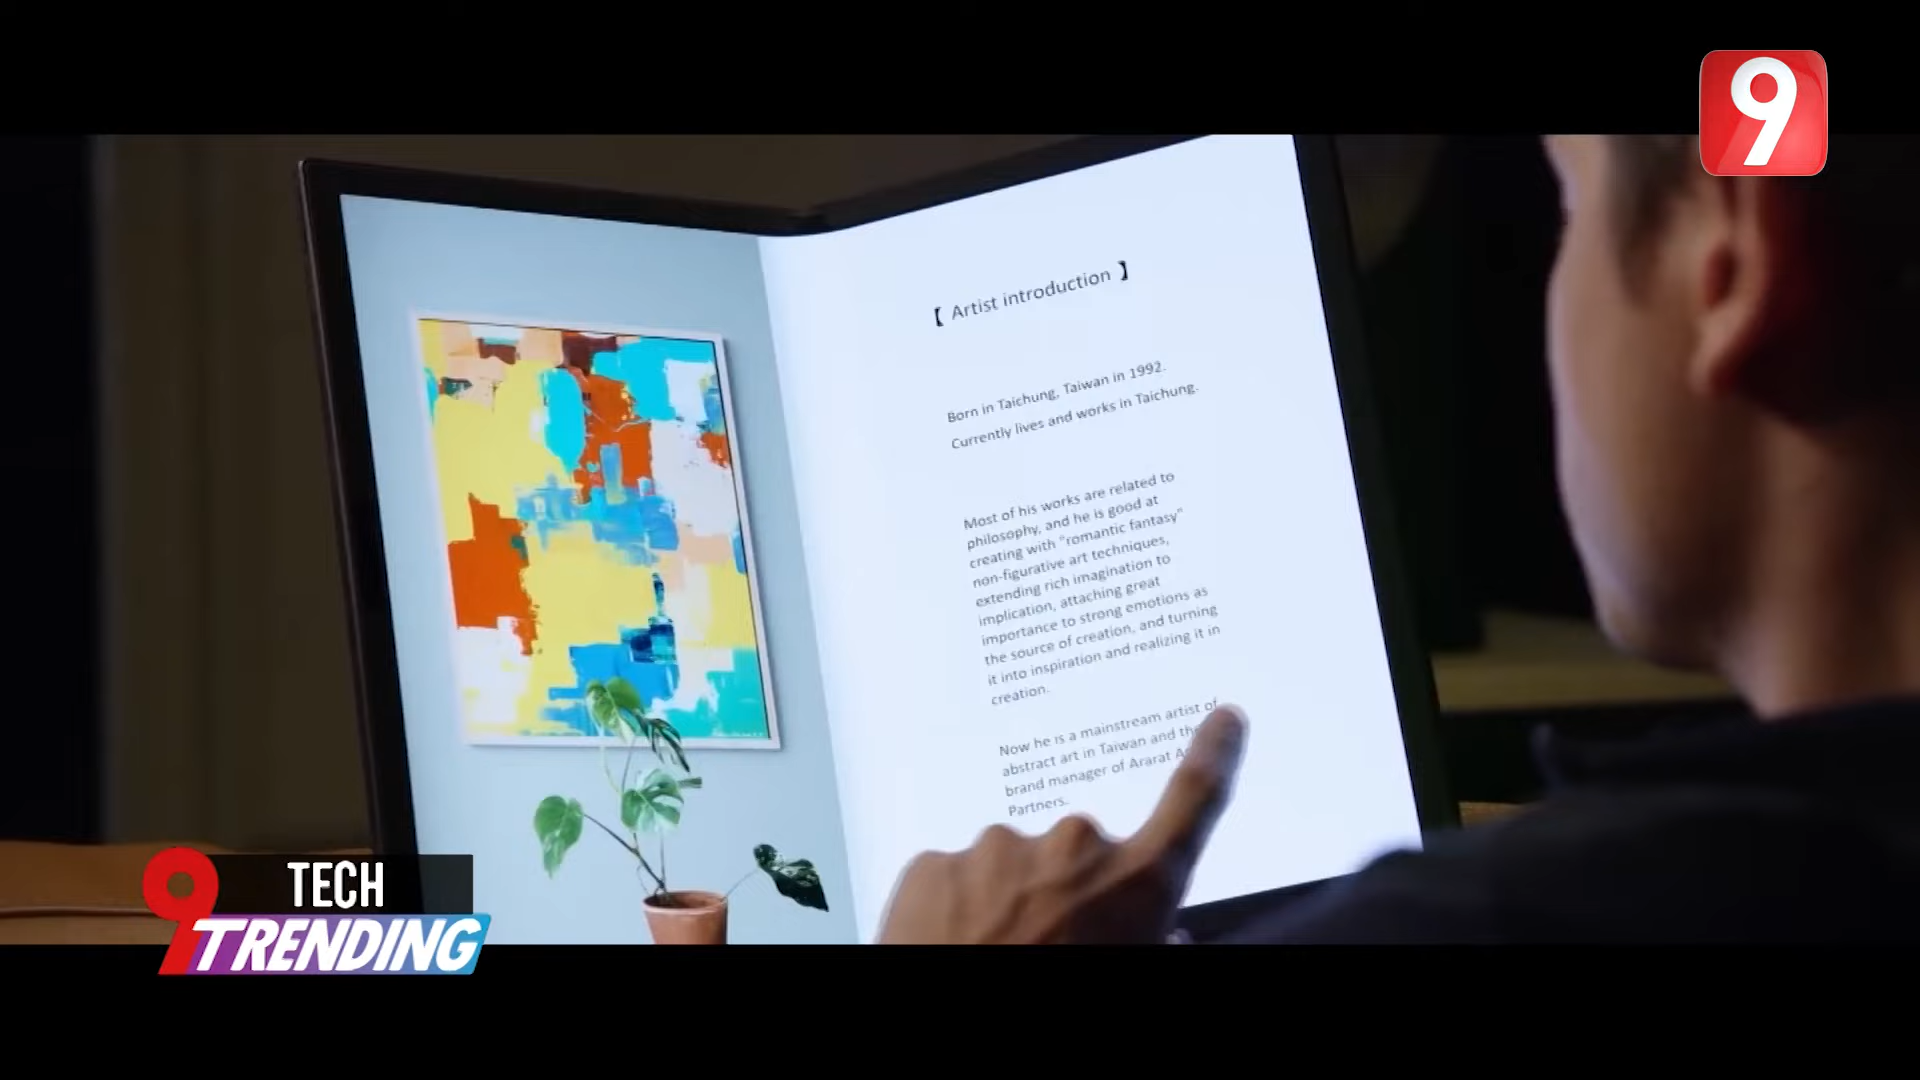 9
【 Artist introduction 】
Born in Taichung, Taiwan in 1992.
Currently lives and works in Taichung.
Most of his works are related to
philosophy, and he is good at
creating with "romantic fantasy"
non-figurative art techniques,
extending rich imagination to
implication, attaching great
importance to strong emotions as
the source of creation, and turning
it into inspiration and realizing it in
creation.
Now he is a mainstream artist of
abstract art in Taiwan and the
brand manager of Ararat
Partners.
9 TECH
TRENDING